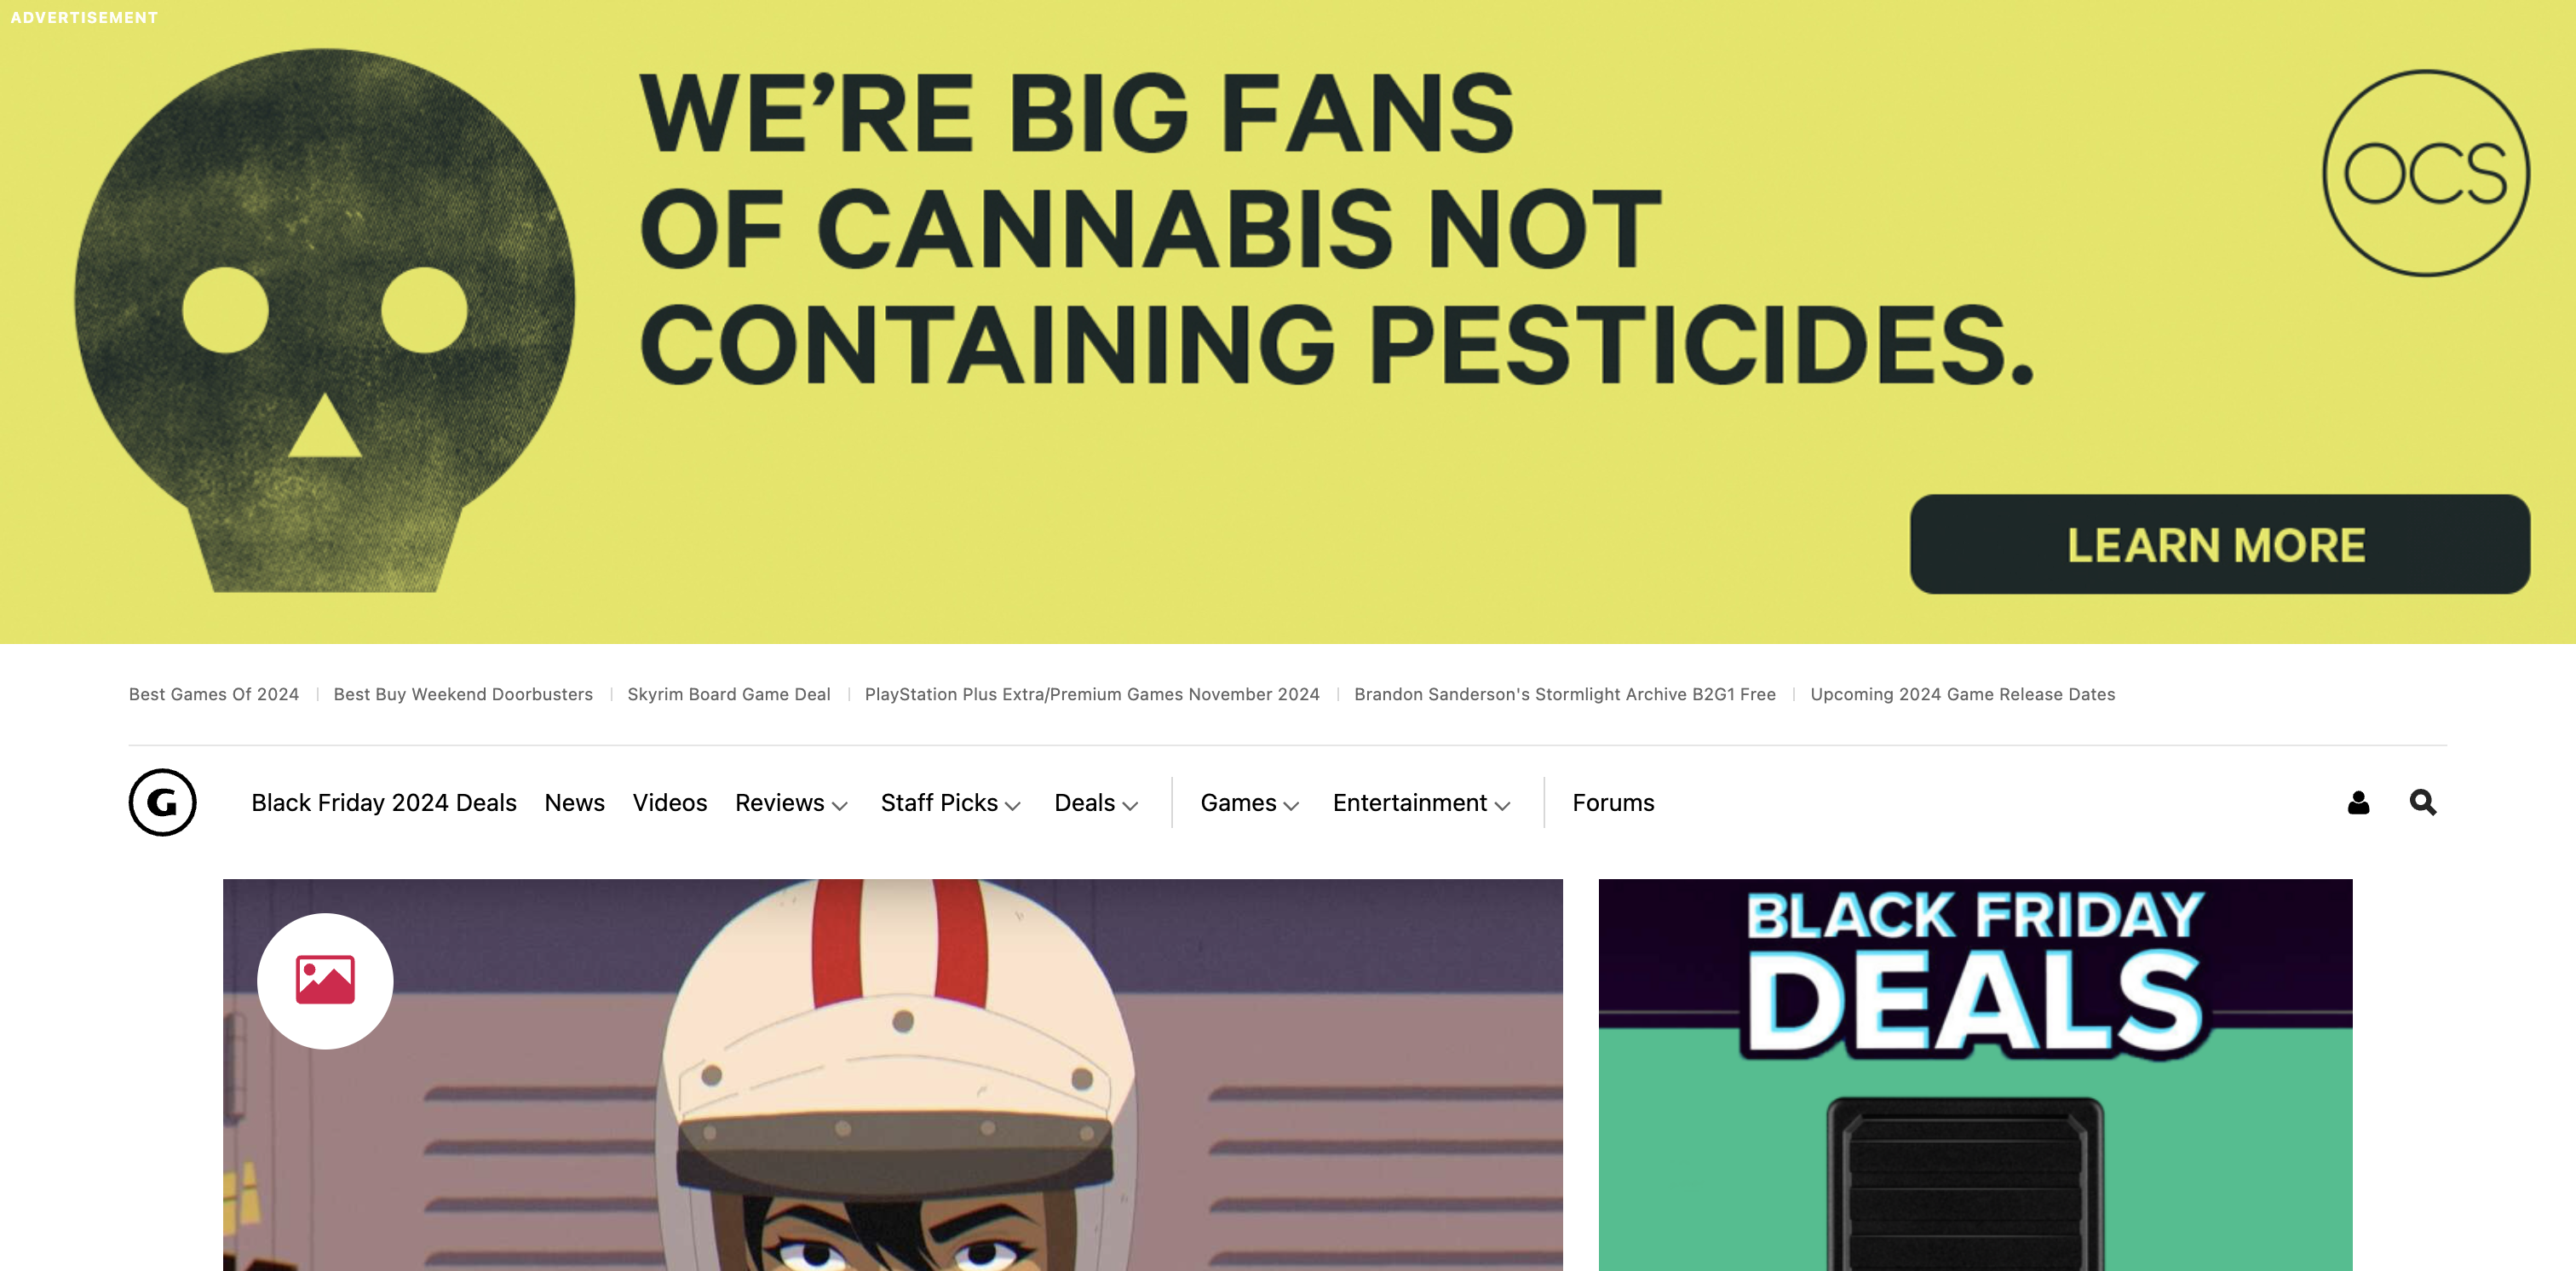 ADVERTISEMENT
WE’RE BIG FANS
OF CANNABIS NOT
CONTAINING PESTICIDES.
OCS
LEARN MORE
Best Games Of 2024
Best Buy Weekend Doorbusters
Skyrim Board Game Deal
PlayStation Plus Extra/Premium Games November 2024
Brandon Sanderson's Stormlight Archive B2G1 Free
Upcoming 2024 Game Release Dates
G
Black Friday 2024 Deals
News
Videos
Reviews
Staff Picks
Deals
Games
Entertainment
Forums
BLACK FRIDAY
DEALS